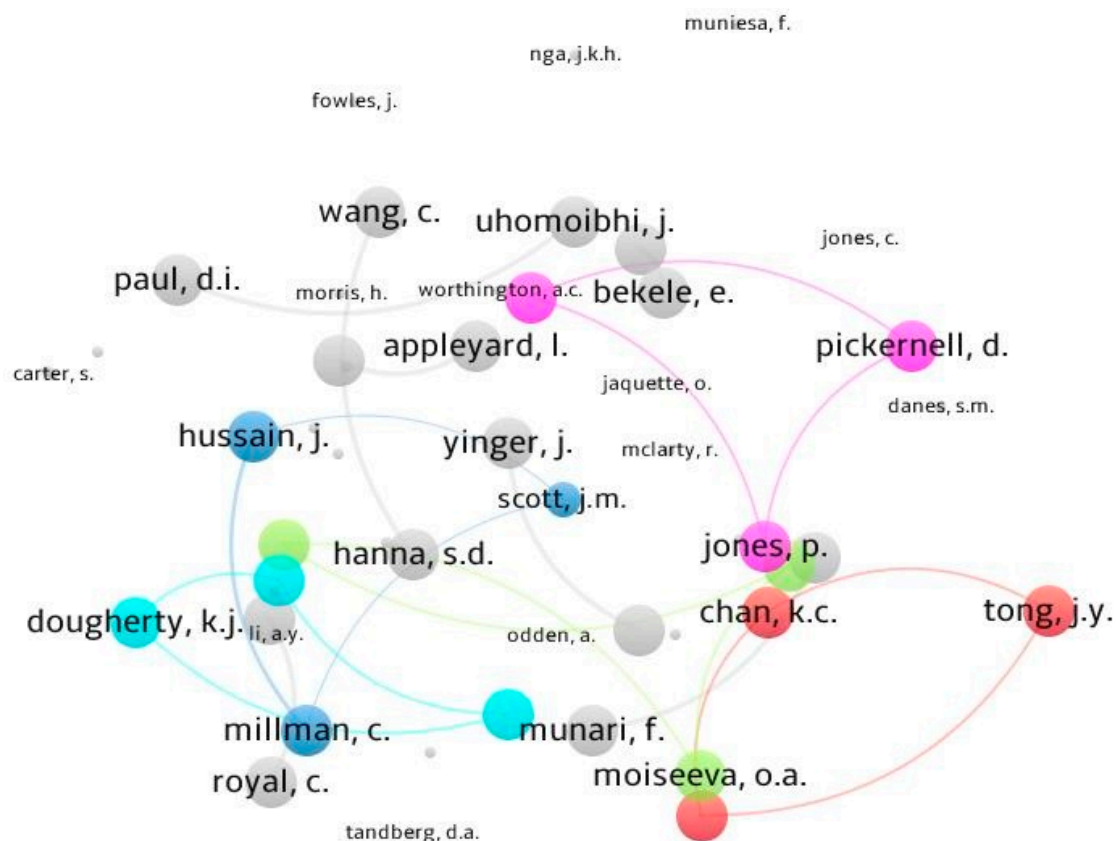 muniesa, f.
nga, j.k.h.
fowles, j.
wang, c.
uhomoibhi, j.
jones, c.
paul, d.i.
morris, h.
worthington, a.c.
bekele, e.
appleyard, l.
pickernell, d.
carter, s.
jaquette, o.
danes, s.m.
hussain, j.
yinger, j.
mclarty, r.
scott, j.m.
hanna, s.d.
jones, p.
chan, k.c.
tong, j.y.
dougherty, k.j.
li, a.y.
odden, a.
millman, c.
munari, f.
royal, c.
moiseeva, o.a.
tandberg, d.a.